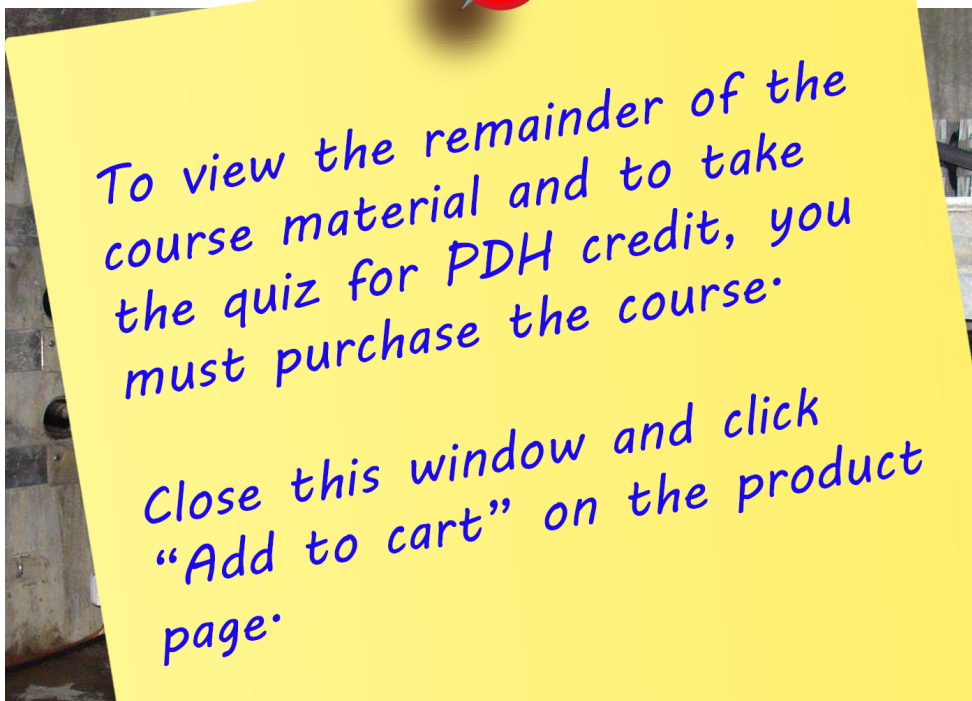 To view the remainder of the
course material and to take
the quiz for PDH credit, you
must purchase the course.
Close this window and click
“Add to cart” on the product
page.